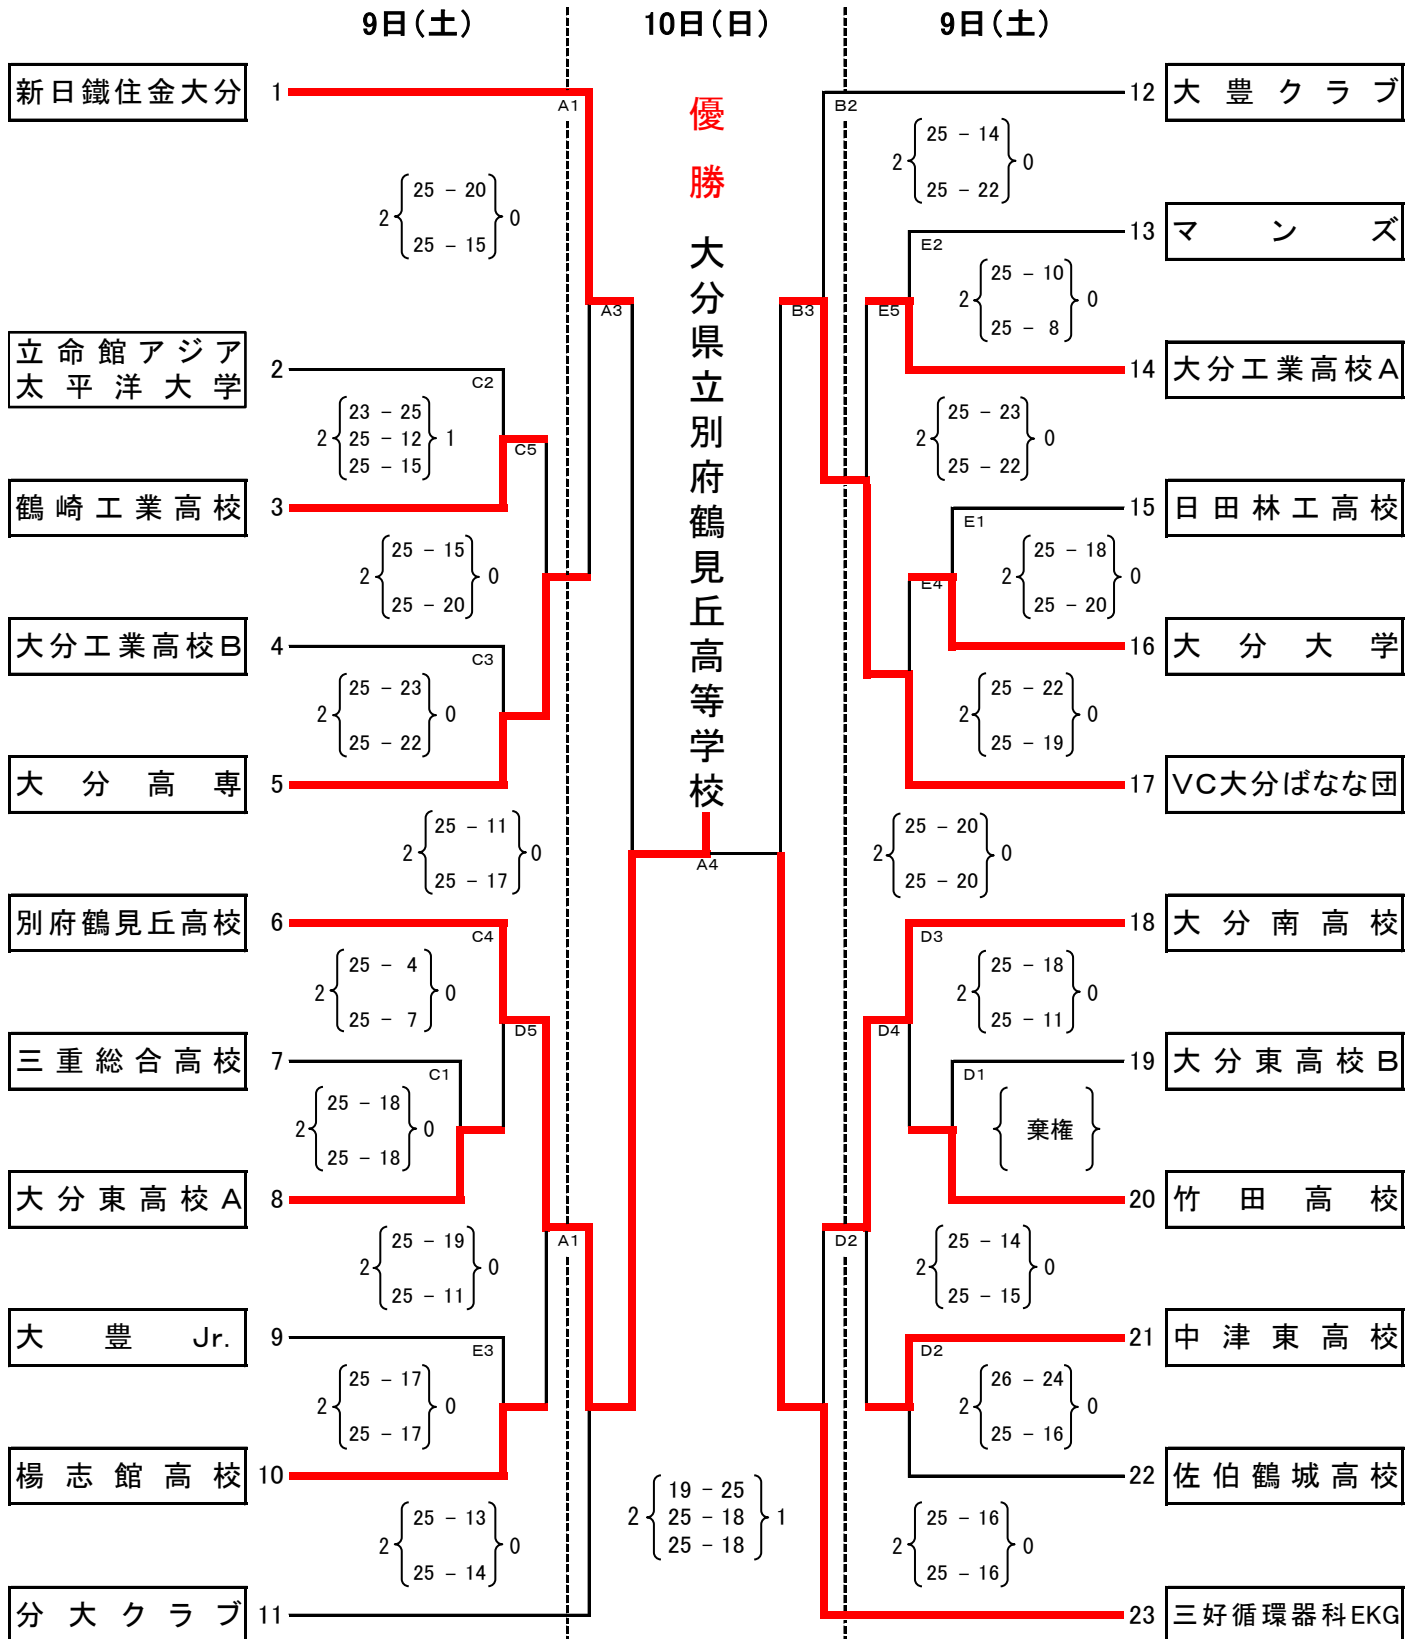 9日(土)
10日(日)
9日(土)
優勝
大分県立別府鶴見丘高等学校
新日鐵住金大分 1
A1
2 25 - 20 0
25 - 15
A3
立命館アジア
太平洋大学 2
C2
2 23 - 25 1
25 - 12
25 - 15
C5
鶴崎工業高校 3
2 25 - 15 0
25 - 20
大分工業高校B 4
C3
2 25 - 23 0
25 - 22
大分高専 5
2 25 - 11 0
25 - 17
A4
別府鶴見丘高校 6
C4
2 25 - 4 0
25 - 7
D5
三重総合高校 7
C1
2 25 - 18 0
25 - 18
大分東高校A 8
A1
2 25 - 19 0
25 - 11
大豊Jr. 9
E3
2 25 - 17 0
25 - 17
楊志館高校 10
2 25 - 13 0
25 - 14
分大クラブ 11
2 19 - 25 1
25 - 18
25 - 18
B2
12 大豊クラブ
2 25 - 14 0
25 - 22
13 マンズ
E2
2 25 - 10 0
25 - 8
B3
E5
14 大分工業高校A
2 25 - 23 0
25 - 22
15 日田林工高校
E1
2 25 - 18 0
25 - 20
E4
16 大分大学
2 25 - 22 0
25 - 19
17 VC大分ばなな団
2 25 - 20 0
25 - 20
18 大分南高校
D3
2 25 - 18 0
25 - 11
D4
19 大分東高校B
D1
棄権
20 竹田高校
D2
2 25 - 14 0
25 - 15
21 中津東高校
D2
2 26 - 24 0
25 - 16
22 佐伯鶴城高校
2 25 - 16 0
25 - 16
23 三好循環器科EKG